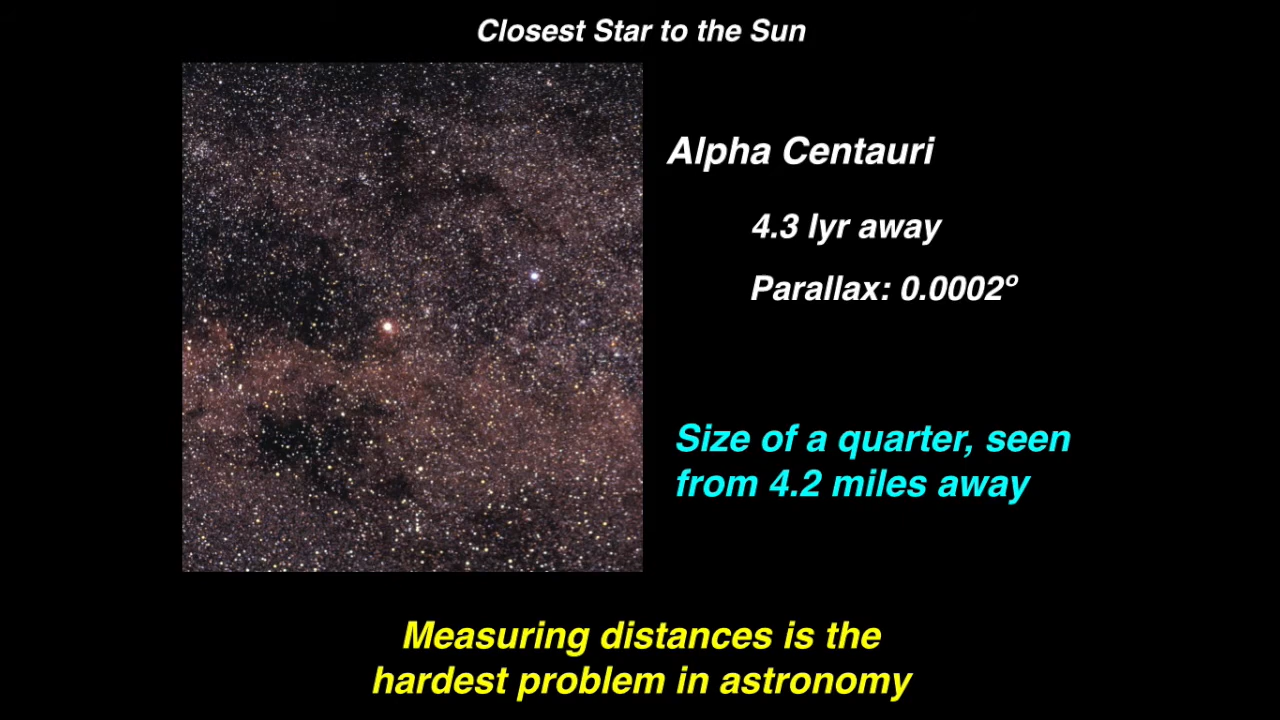 Closest Star to the Sun
Alpha Centauri
4.3 lyr away
Parallax: 0.0002º
Size of a quarter, seen
from 4.2 miles away
Measuring distances is the
hardest problem in astronomy